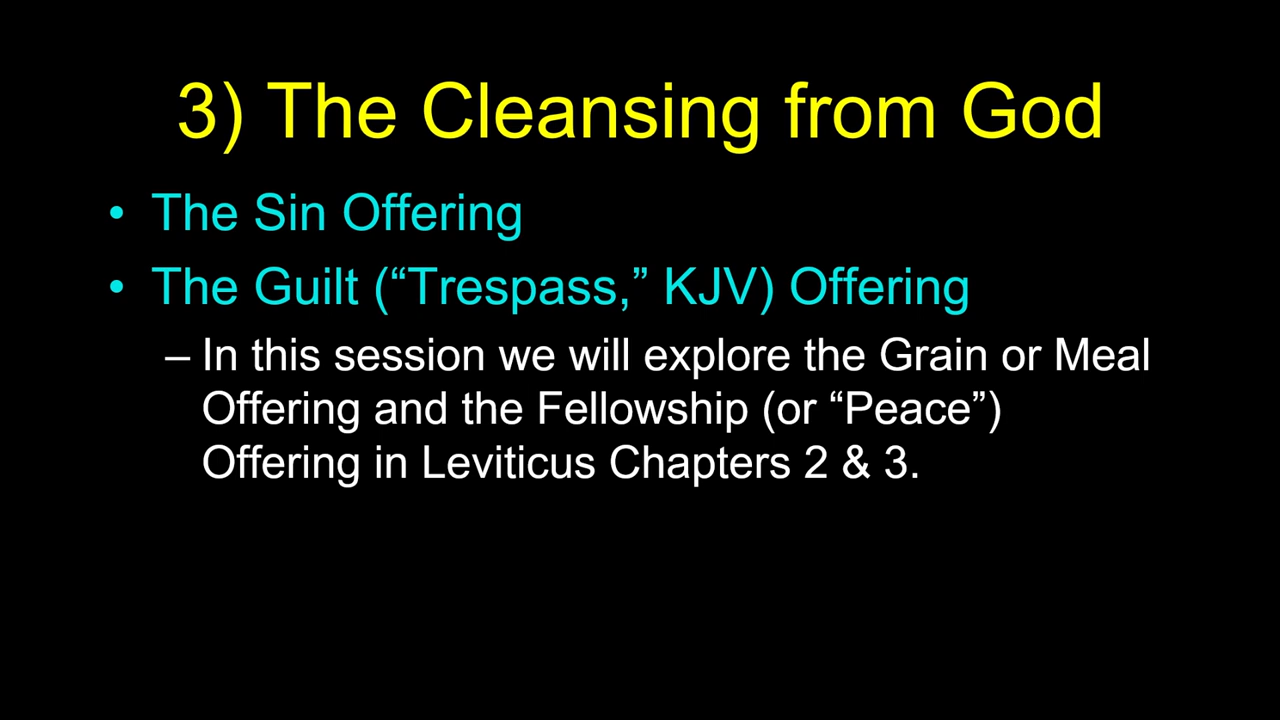 3) The Cleansing from God
• The Sin Offering
• The Guilt (“Trespass,” KJV) Offering
– In this session we will explore the Grain or Meal
Offering and the Fellowship (or “Peace”)
Offering in Leviticus Chapters 2 & 3.